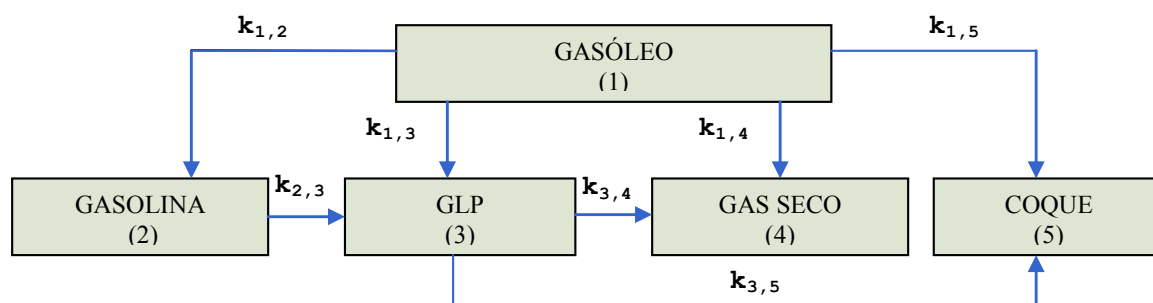 k1,2
GASÓLEO
(1)
k1,5
k1,3
k1,4
GASOLINA
(2)
k2,3
GLP
(3)
k3,4
GAS SECO
(4)
COQUE
(5)
k3,5